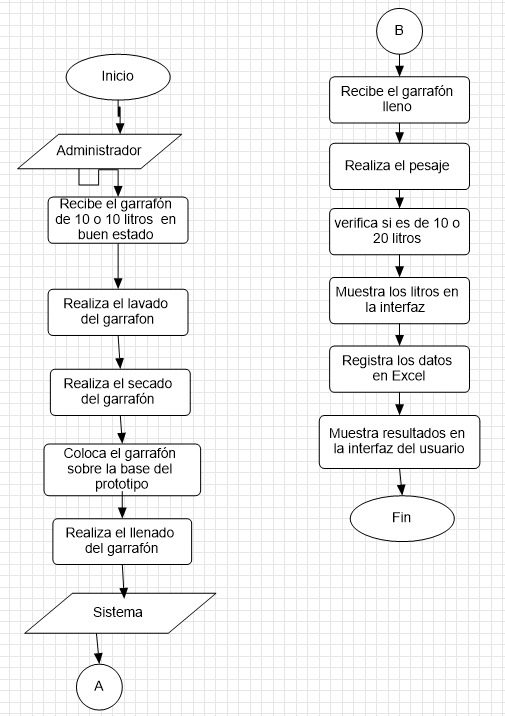 Inicio
Administrador
Recibe el garrafón
de 10 o 10 litros en
buen estado
Realiza el lavado
del garrafon
Realiza el secado
del garrafón
Coloca el garrafón
sobre la base del
prototipo
Realiza el llenado
del garrafón
Sistema
A
B
Recibe el garrafón
lleno
Realiza el pesaje
verifica si es de 10 o
20 litros
Muestra los litros en
la interfaz
Registra los datos
en Excel
Muestra resultados en
la interfaz del usuario
Fin